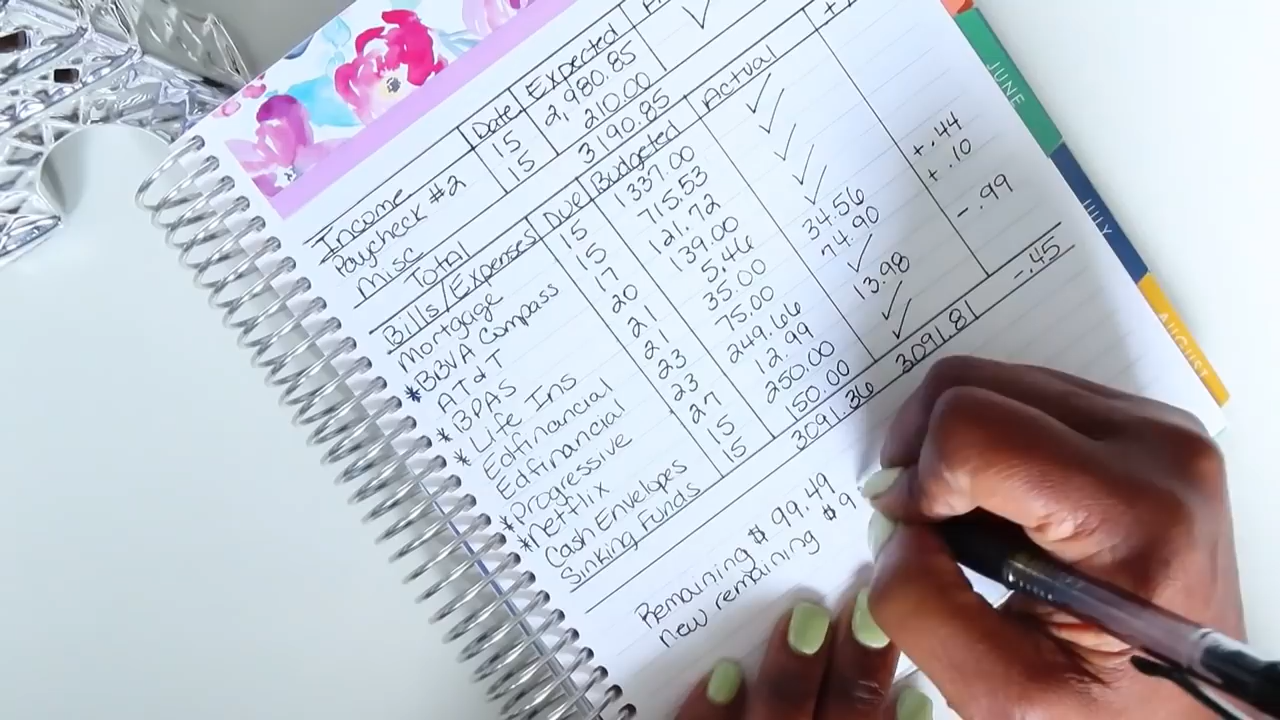 Income Date Expected
Paycheck #2 15 2,980.85 ✓
Misc 15 210.00
Total 3190.85
Bills/Expenses Due Budgeted Actual
Mortgage 15 1337.00 ✓
*BBVA Compass 15 715.53 ✓
AT&T 17 121.72 ✓
*BPAS 20 139.00 ✓
*Life Ins 21 5.46 ✓
Edfinancial 21 35.00 34.56 +.44
Edfinancial 23 75.00 74.90 +.10
*Progressive 23 249.66 ✓
*Netflix 27 12.99 13.98 -.99
Cash Envelopes 15 250.00 ✓
Sinking Funds 15 150.00 ✓
3091.36 3091.81 -.45
Remaining $99.49
new remaining $9
JUNE
JULY
AUGUST